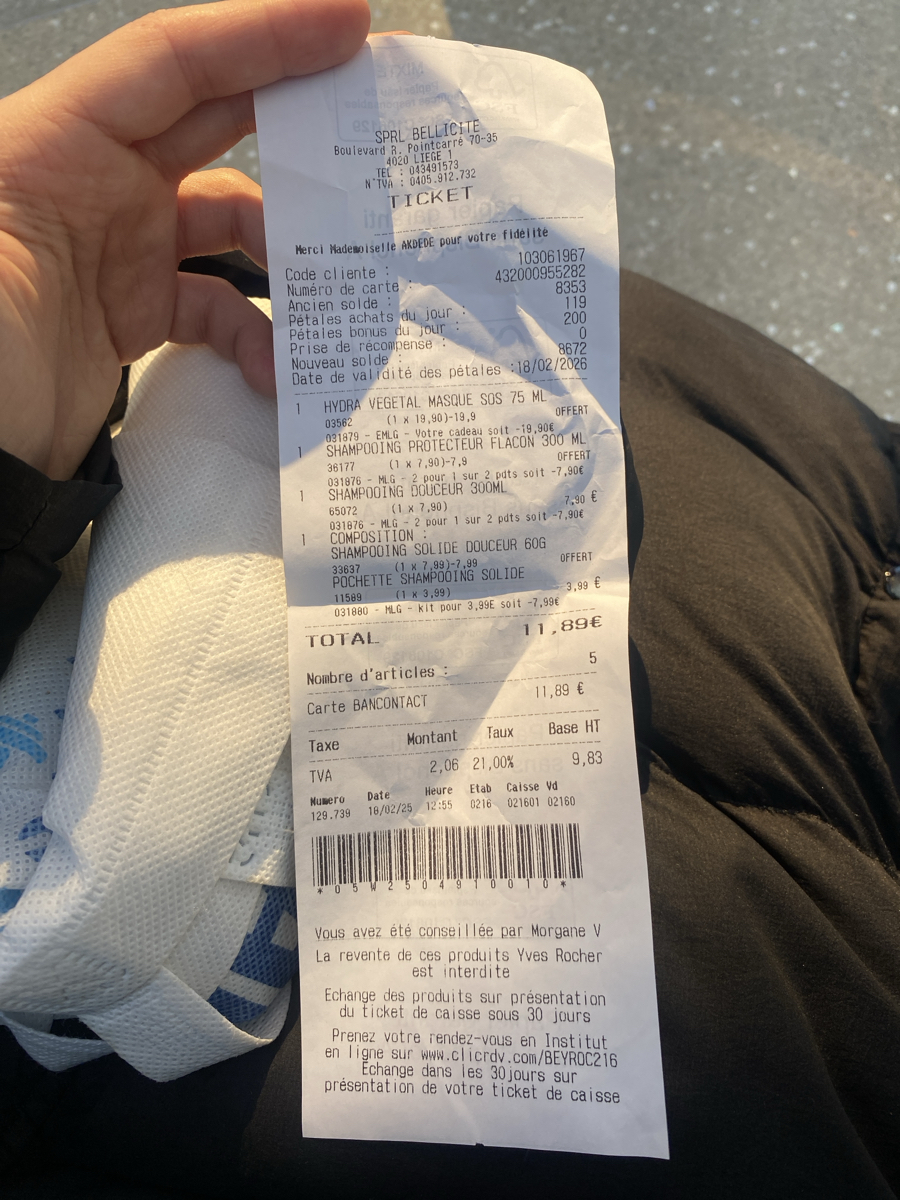 SPRL BELLICITE
Boulevard R. Pointcarré 70-35
4020 LIEGE 1
TEL : 043491573
N°TVA : 0405.912.732
TICKET
Merci Mademoiselle AKDEDE pour votre fidelité
Code cliente : 103061967
Numéro de carte : 432000955282
Ancien solde : 8353
Pétales achats du jour : 119
Pétales bonus du jour : 200
Prise de récompense : 0
Nouveau solde : 8672
Date de validité des pétales :18/02/2026
1 HYDRA VEGETAL MASQUE SOS 75 ML
03562 (1 x 19,90)-19,9 OFFERT
031879 - EMLG - Votre cadeau soit -19,90€
1 SHAMPOOING PROTECTEUR FLACON 300 ML
36177 (1 x 7,90)-7,9 OFFERT
031876 - MLG - 2 pour 1 sur 2 pdts soit -7,90€
1 SHAMPOOING DOUCEUR 300ML
65072 (1 x 7,90) 7,90 €
031876 - MLG - 2 pour 1 sur 2 pdts soit -7,90€
1 COMPOSITION :
SHAMPOOING SOLIDE DOUCEUR 60G
33637 (1 x 7,99)-7,99 OFFERT
POCHETTE SHAMPOOING SOLIDE
11589 (1 x 3,99) 3,99 €
031880 - MLG - kit pour 3,99E soit -7,99€
TOTAL 11,89€
Nombre d'articles : 5
Carte BANCONTACT 11,89 €
Taxe Montant Taux Base HT
TVA 2,06 21,00% 9,83
Numero Date Heure Etab Caisse Vd
129.739 18/02/25 12:55 0216 021601 02160
*05W2504910010*
Vous avez été conseillée par Morgane V
La revente de ces produits Yves Rocher
est interdite
Echange des produits sur présentation
du ticket de caisse sous 30 jours
Prenez votre rendez-vous en Institut
en ligne sur www.clicrdv.com/BEYROC216
Echange dans les 30jours sur
présentation de votre ticket de caisse